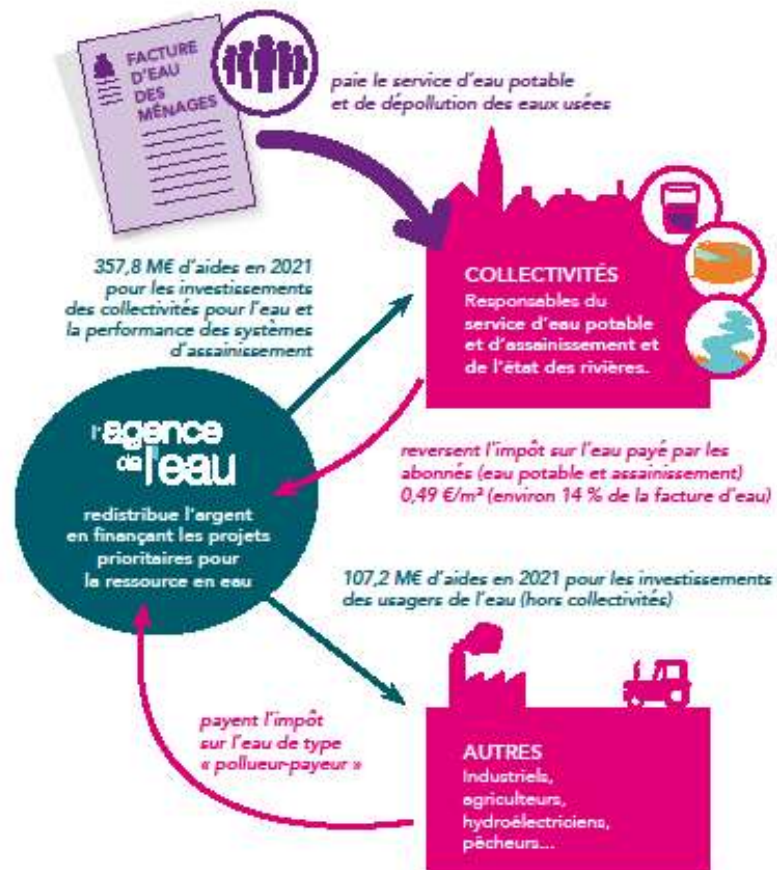 FACTURE
D'EAU
DES
MÉNAGES
paie le service d'eau potable
et de dépollution des eaux usées
357,8 M€ d'aides en 2021
pour les investissements
des collectivités pour l'eau et
la performance des systèmes
d'assainissement
COLLECTIVITÉS
Responsables du
service d'eau potable
et d'assainissement et
de l'état des rivières.
l'agence
de l'eau
redistribue l'argent
en finançant les projets
prioritaires pour
la ressource en eau
reversent l'impôt sur l'eau payé par les
abonnés (eau potable et assainissement)
0,49 €/m³ (environ 14 % de la facture d'eau)
107,2 M€ d'aides en 2021 pour les investissements
des usagers de l'eau (hors collectivités)
payent l'impôt
sur l'eau de type
« pollueur-payeur »
AUTRES
Industriels,
agriculteurs,
hydroélectriciens,
pêcheurs...